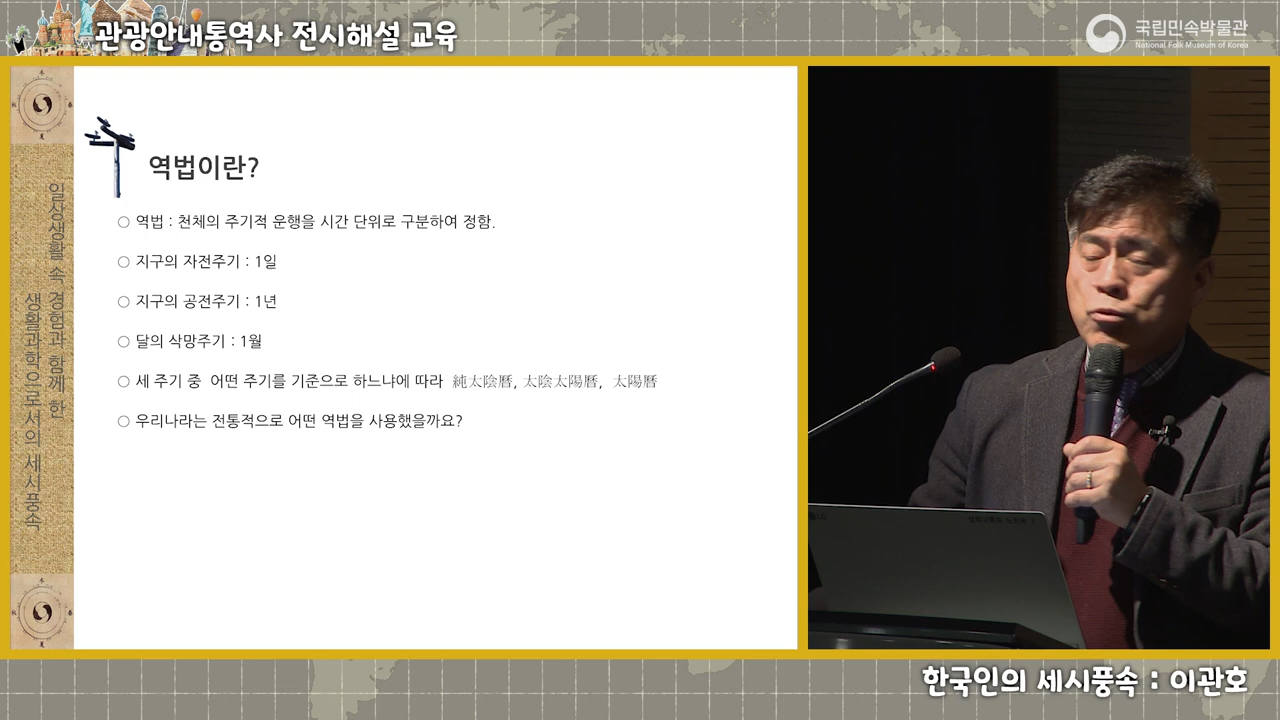 관광안내통역사 전시해설 교육
국립민속박물관
National Folk Museum of Korea
일상생활 속 경험과 함께 한
생활과학으로서의 세시풍속
역법이란?
○ 역법 : 천체의 주기적 운행을 시간 단위로 구분하여 정함.
○ 지구의 자전주기 : 1일
○ 지구의 공전주기 : 1년
○ 달의 삭망주기 : 1월
○ 세 주기 중 어떤 주기를 기준으로 하느냐에 따라 純太陰曆, 太陰太陽曆, 太陽曆
○ 우리나라는 전통적으로 어떤 역법을 사용했을까요?
한국인의 세시풍속 : 이관호